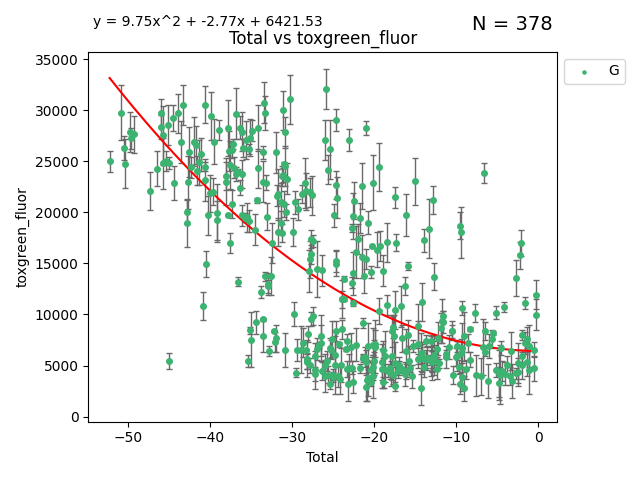 y = 9.75x^2 + -2.77x + 6421.53
N = 378
Total vs toxgreen_fluor
G
35000
30000
25000
20000
15000
10000
5000
0
toxgreen_fluor
−50
−40
−30
−20
−10
0
Total